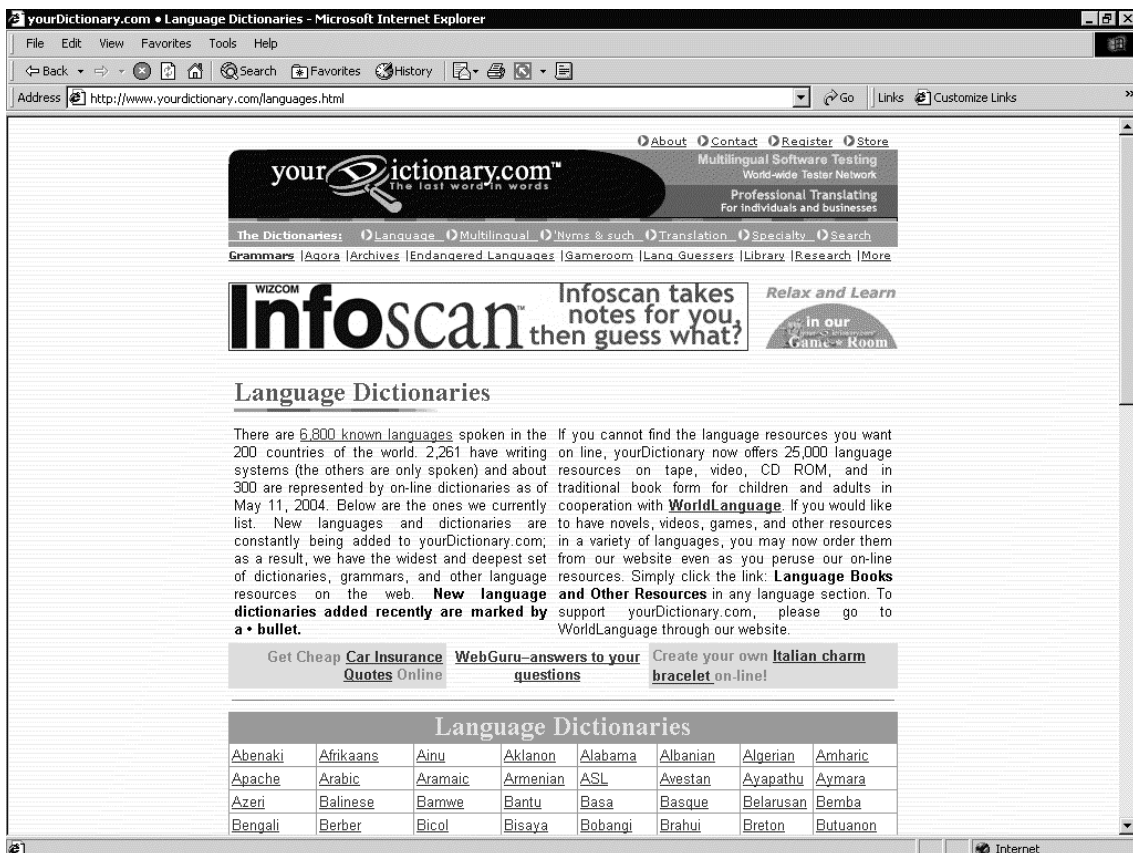 yourDictionary.com • Language Dictionaries - Microsoft Internet Explorer
File Edit View Favorites Tools Help
Back Search Favorites History
Address http://www.yourdictionary.com/languages.html Go Links Customize Links »
About Contact Register Store
yourDictionary.com™
The last word in words
Multilingual Software Testing
World-wide Tester Network
Professional Translating
For individuals and businesses
The Dictionaries: Language Multilingual 'Nyms & such Translation Specialty Search
Grammars |Agora |Archives |Endangered Languages |Gameroom |Lang Guessers |Library |Research |More
WIZCOM
Infoscan™
Infoscan takes
notes for you,
then guess what?
Relax and Learn
in our
Game Room
Language Dictionaries
There are 6,800 known languages spoken in the
200 countries of the world. 2,261 have writing
systems (the others are only spoken) and about
300 are represented by on-line dictionaries as of
May 11, 2004. Below are the ones we currently
list. New languages and dictionaries are
constantly being added to yourDictionary.com;
as a result, we have the widest and deepest set
of dictionaries, grammars, and other language
resources on the web. New language
dictionaries added recently are marked by
a • bullet.
If you cannot find the language resources you want
on line, yourDictionary now offers 25,000 language
resources on tape, video, CD ROM, and in
traditional book form for children and adults in
cooperation with WorldLanguage. If you would like
to have novels, videos, games, and other resources
in a variety of languages, you may now order them
from our website even as you peruse our on-line
resources. Simply click the link: Language Books
and Other Resources in any language section. To
support yourDictionary.com, please go to
WorldLanguage through our website.
Get Cheap Car Insurance
Quotes Online
WebGuru–answers to your
questions
Create your own Italian charm
bracelet on-line!
Language Dictionaries
Abenaki Afrikaans Ainu Aklanon Alabama Albanian Algerian Amharic
Apache Arabic Aramaic Armenian ASL Avestan Ayapathu Aymara
Azeri Balinese Bamwe Bantu Basa Basque Belarusan Bemba
Bengali Berber Bicol Bisaya Bobangi Brahui Breton Butuanon
Internet